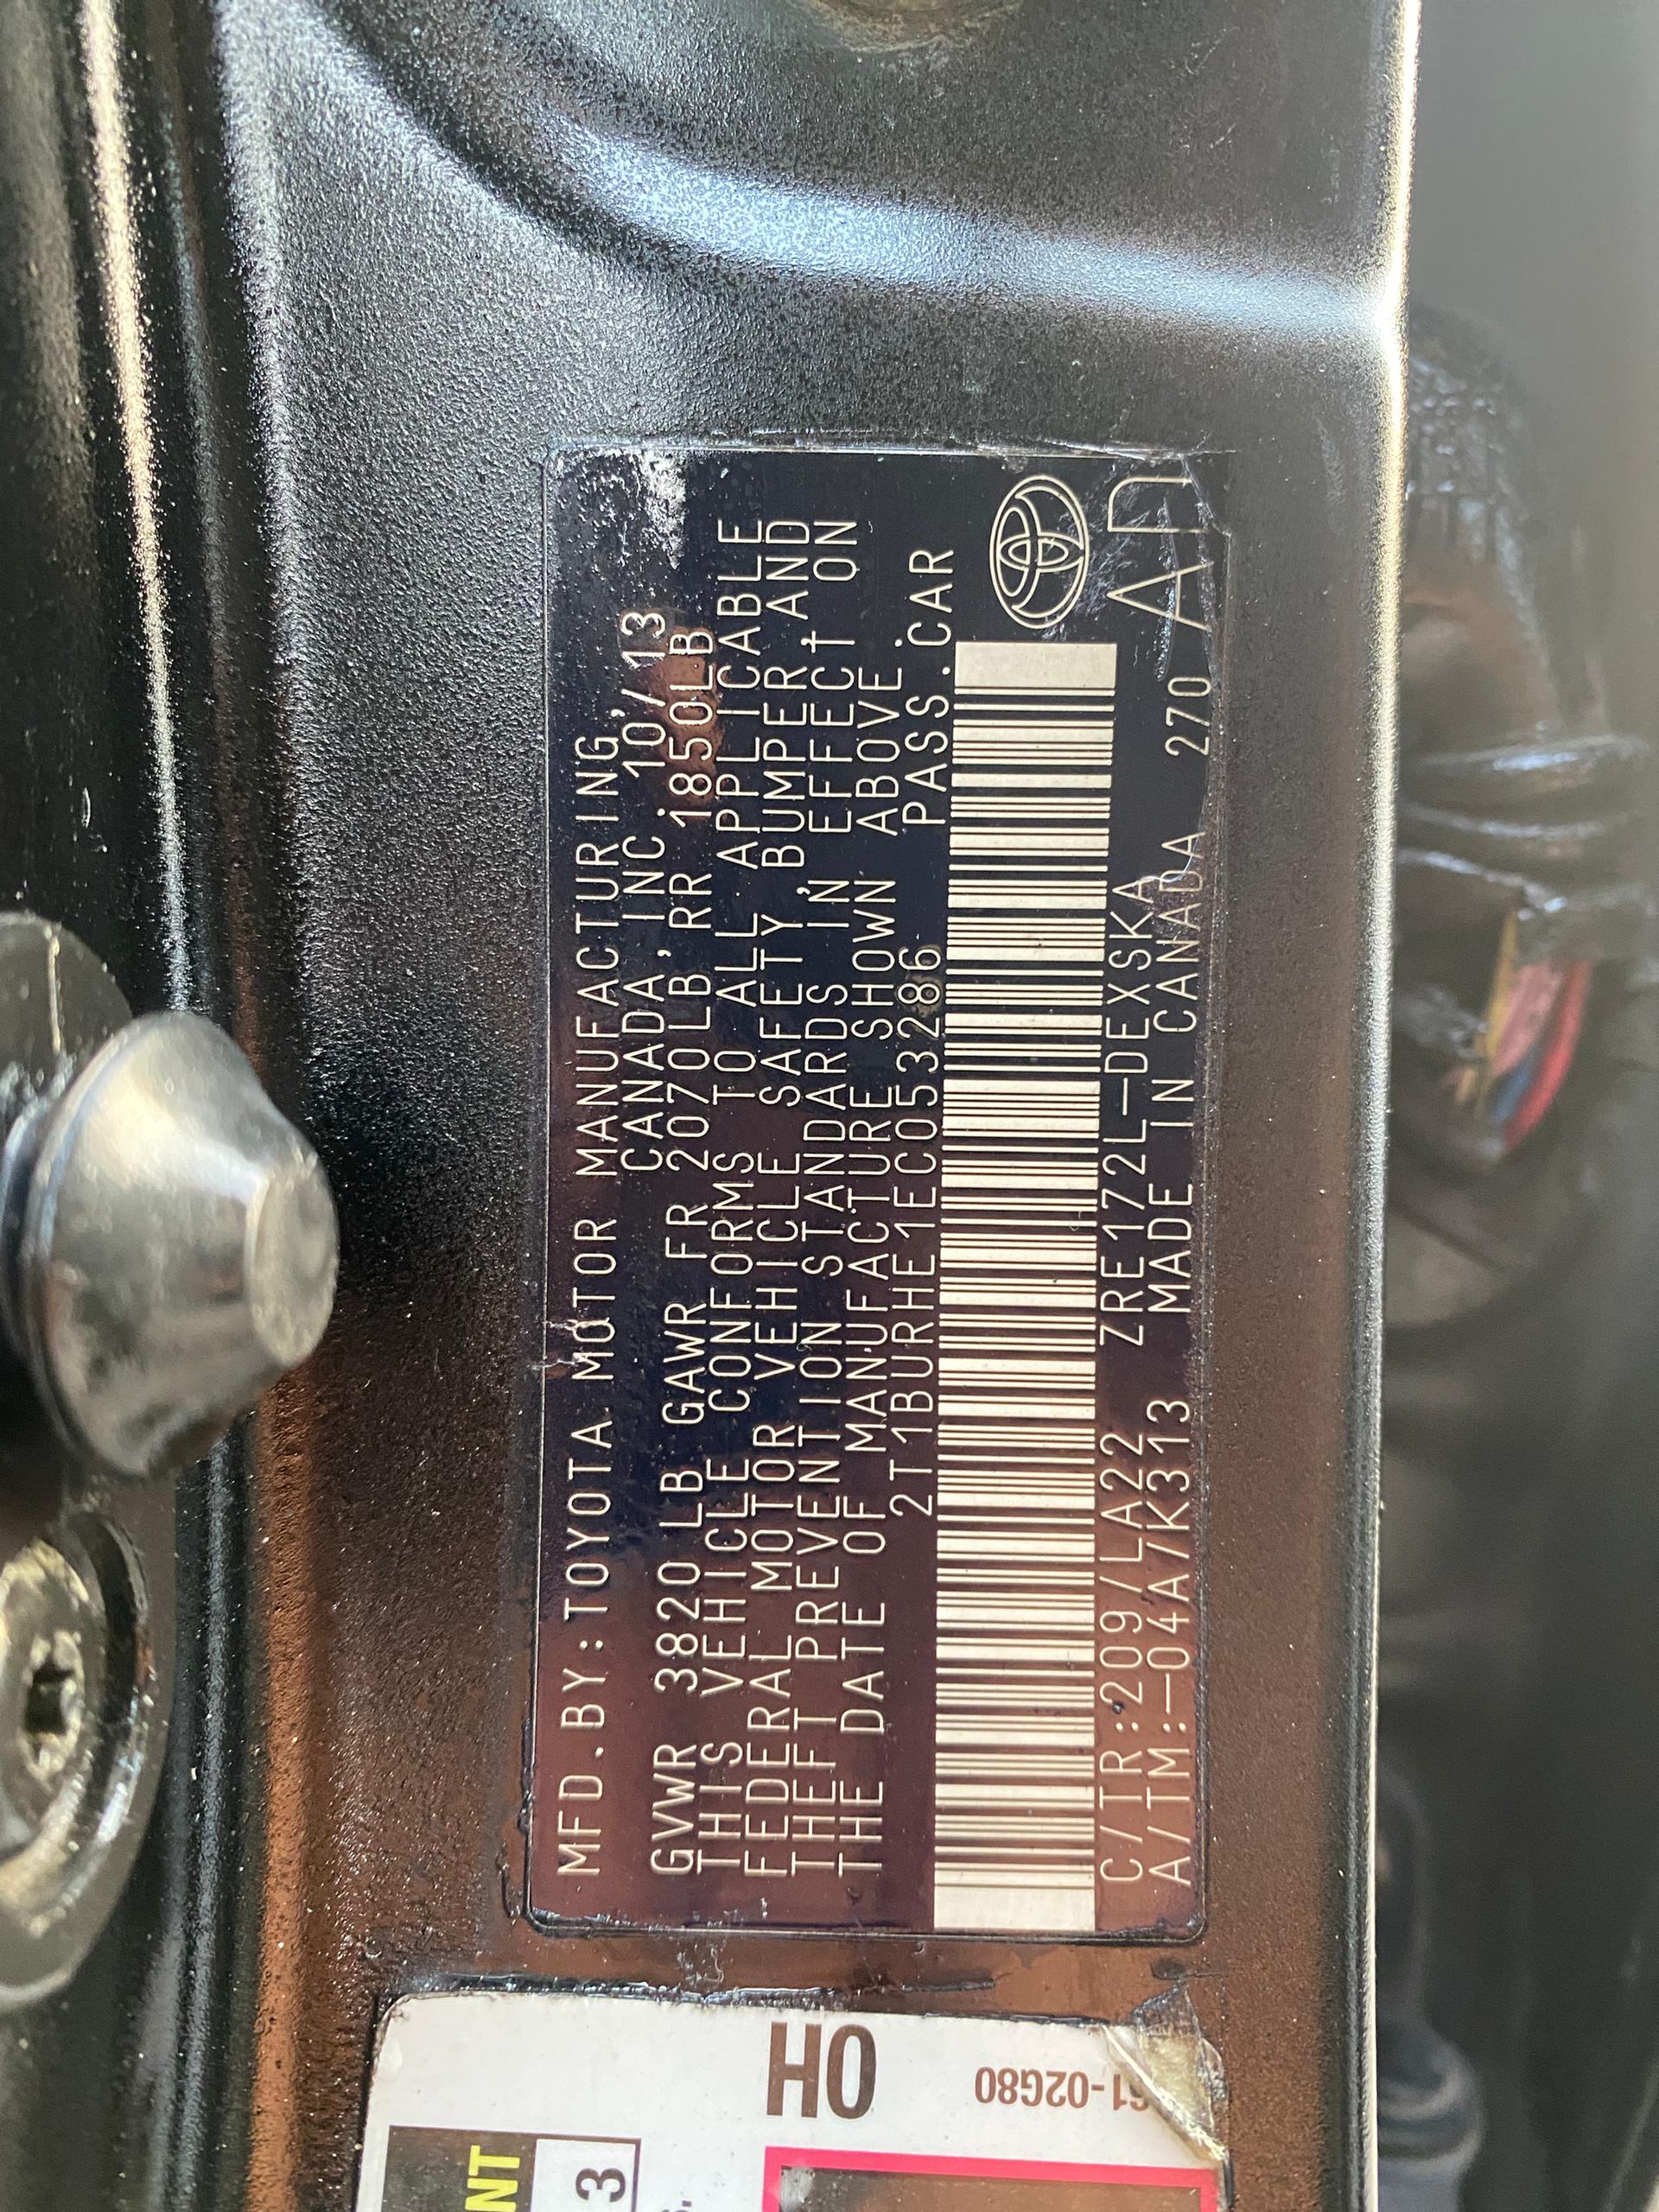 MFD.BY:TOYOTA MOTOR MANUFACTURING,
CANADA,INC. 10/13
GVWR 3820LB GAWR FR 2070LB,RR 1850LB
THIS VEHICLE CONFORMS TO ALL APPLICABLE
FEDERAL MOTOR VEHICLE SAFETY, BUMPER, AND
THEFT PREVENTION STANDARDS IN EFFECT ON
THE DATE OF MANUFACTURE SHOWN ABOVE.
2T1BURHE1EC053286 PASS.CAR
C/TR:209/LA22 ZRE172L-DEXSKA
A/TM:-04A/K313 MADE IN CANADA 270
OH
61-02G80
NT
3